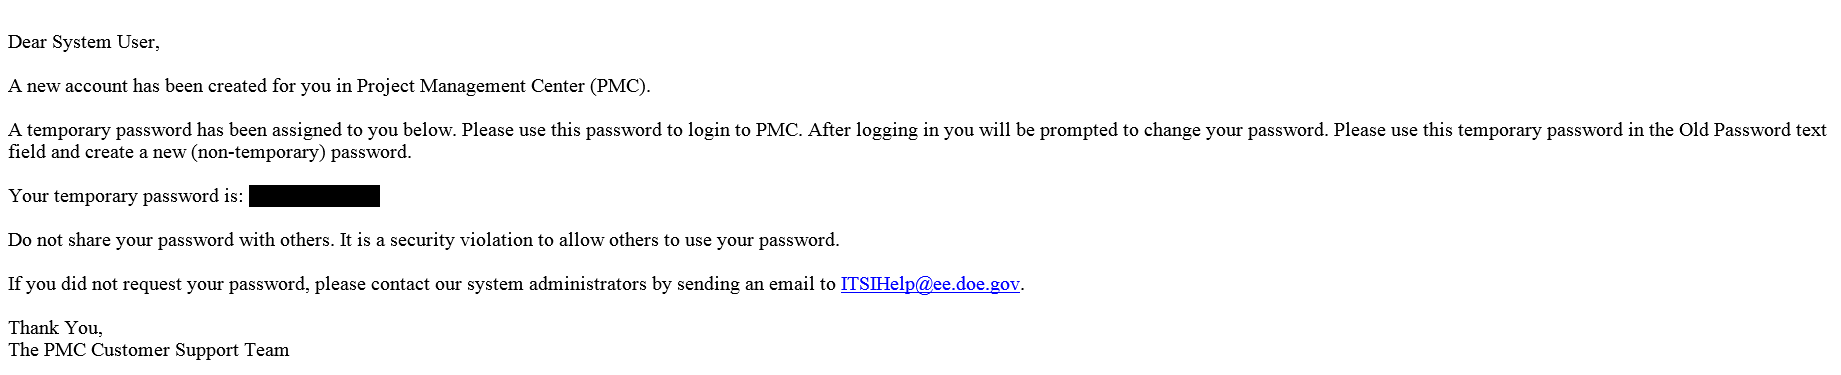 Dear System User,
A new account has been created for you in Project Management Center (PMC).
A temporary password has been assigned to you below. Please use this password to login to PMC. After logging in you will be prompted to change your password. Please use this temporary password in the Old Password text
field and create a new (non-temporary) password.
Your temporary password is:
Do not share your password with others. It is a security violation to allow others to use your password.
If you did not request your password, please contact our system administrators by sending an email to ITSIHelp@ee.doe.gov.
Thank You,
The PMC Customer Support Team